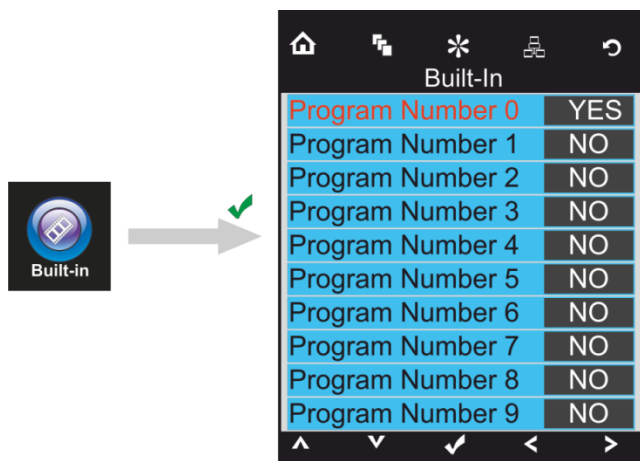 Built-in
Built-In
Program Number 0 YES
Program Number 1 NO
Program Number 2 NO
Program Number 3 NO
Program Number 4 NO
Program Number 5 NO
Program Number 6 NO
Program Number 7 NO
Program Number 8 NO
Program Number 9 NO